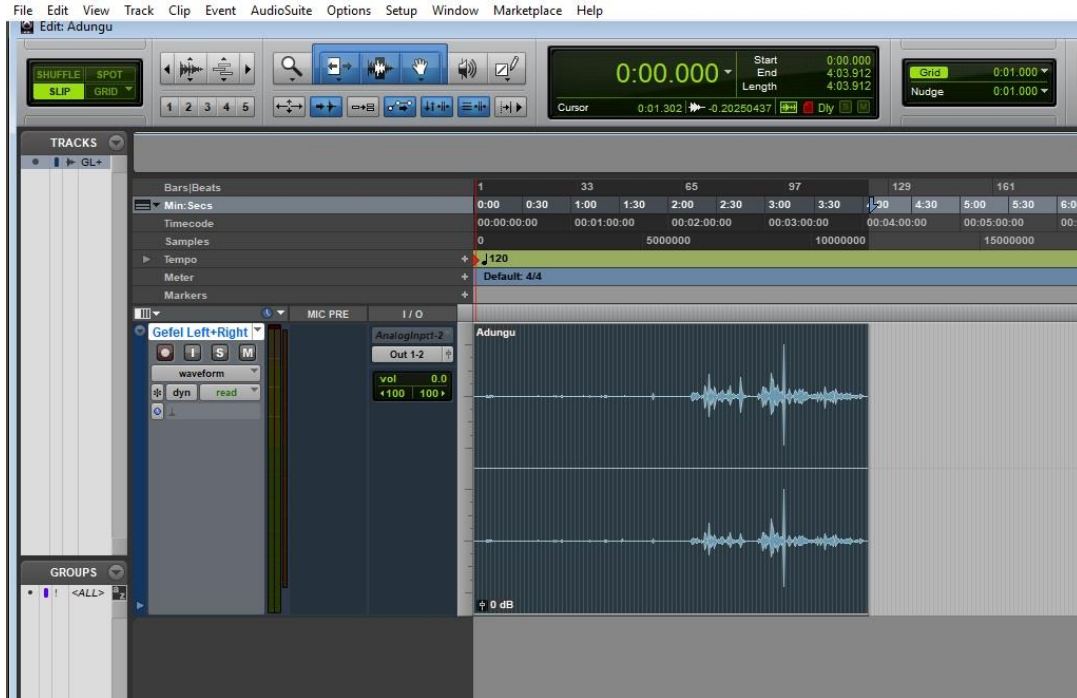 File Edit View Track Clip Event AudioSuite Options Setup Window Marketplace Help
Edit: Adungu
SHUFFLE SPOT
SLIP GRID
1 2 3 4 5
0:00.000
Start 0:00.000
End 4:03.912
Length 4:03.912
Cursor 0:01.302 -0.20250437 Dly S M
Grid 0:01.000
Nudge 0:01.000
TRACKS
GL+
Bars|Beats 1 33 65 97 129 161
Min:Secs 0:00 0:30 1:00 1:30 2:00 2:30 3:00 3:30 4:30 5:00 5:30 6:0
Timecode 00:00:00:00 00:01:00:00 00:02:00:00 00:03:00:00 00:04:00:00 00:05:00:00 00:
Samples 0 5000000 10000000 15000000
Tempo + 120
Meter + Default: 4/4
Markers +
MIC PRE I / O
Gefel Left+Right
I S M
waveform
dyn read
AnalogInpt1-2
Out 1-2
vol 0.0
100 100
Adungu
0 dB
GROUPS
! <ALL> a z